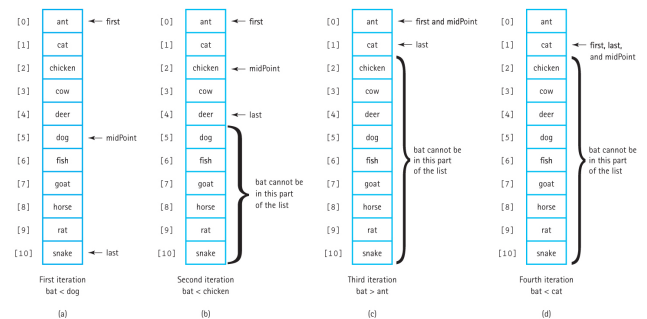 [0] ant first
[1] cat
[2] chicken
[3] cow
[4] deer
[5] dog midPoint
[6] fish
[7] goat
[8] horse
[9] rat
[10] snake last
First iteration
bat < dog
(a)
[0] ant first
[1] cat
[2] chicken midPoint
[3] cow
[4] deer last
[5] dog
[6] fish
[7] goat
[8] horse
[9] rat
[10] snake
bat cannot be
in this part
of the list
Second iteration
bat < chicken
(b)
[0] ant first and midPoint
[1] cat last
[2] chicken
[3] cow
[4] deer
[5] dog
[6] fish
[7] goat
[8] horse
[9] rat
[10] snake
bat cannot be
in this part
of the list
Third iteration
bat > ant
(c)
[0] ant
[1] cat first, last,
and midPoint
[2] chicken
[3] cow
[4] deer
[5] dog
[6] fish
[7] goat
[8] horse
[9] rat
[10] snake
bat cannot be
in this part
of the list
Fourth iteration
bat < cat
(d)